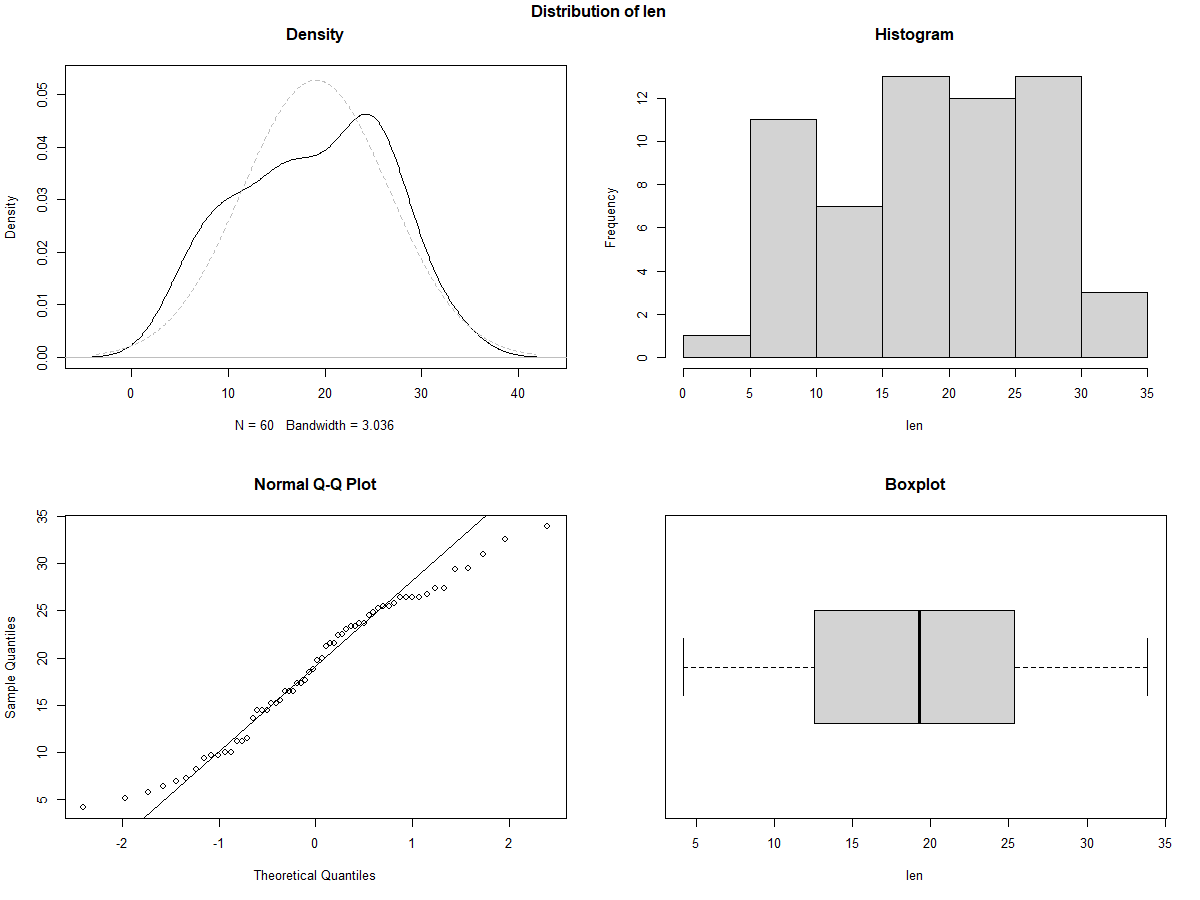 Distribution of len
Density
Density
0.00 0.01 0.02 0.03 0.04 0.05
0 10 20 30 40
N = 60 Bandwidth = 3.036
Histogram
Frequency
0 2 4 6 8 10 12
0 5 10 15 20 25 30 35
len
Normal Q-Q Plot
Sample Quantiles
5 10 15 20 25 30 35
-2 -1 0 1 2
Theoretical Quantiles
Boxplot
5 10 15 20 25 30 35
len